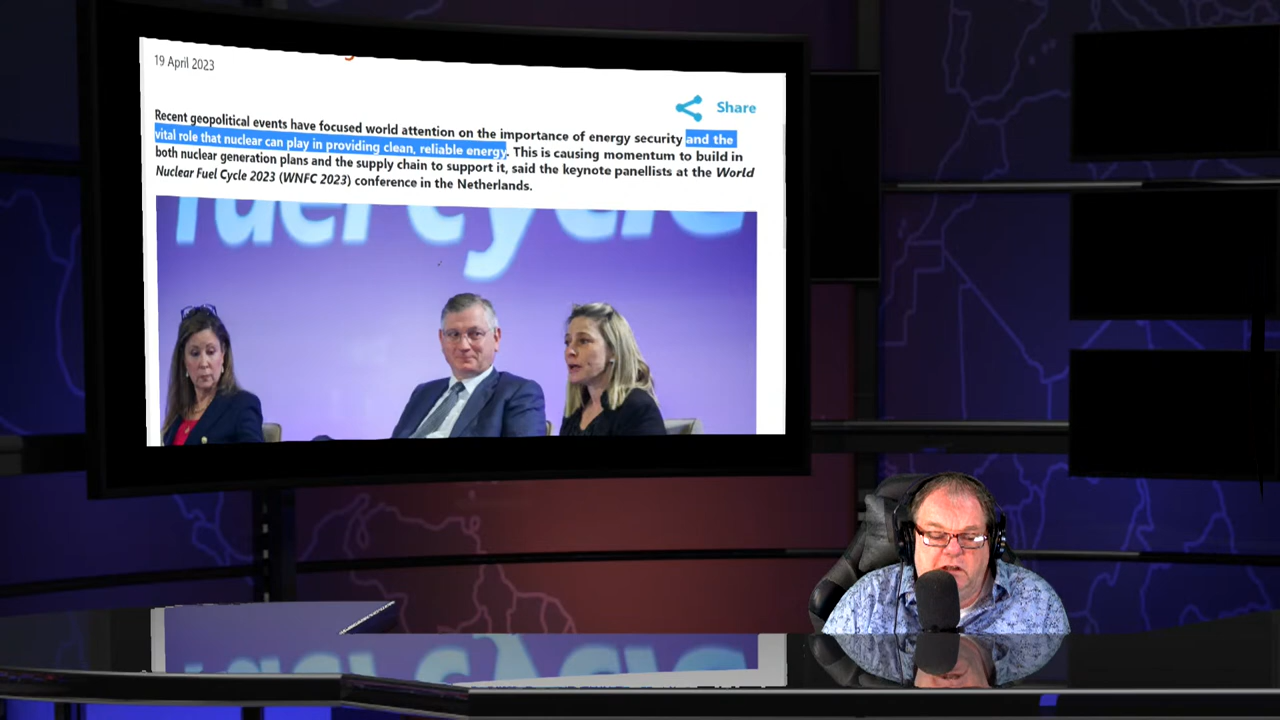 19 April 2023
Share
Recent geopolitical events have focused world attention on the importance of energy security and the
vital role that nuclear can play in providing clean, reliable energy. This is causing momentum to build in
both nuclear generation plans and the supply chain to support it, said the keynote panellists at the World
Nuclear Fuel Cycle 2023 (WNFC 2023) conference in the Netherlands.
fuel cycle